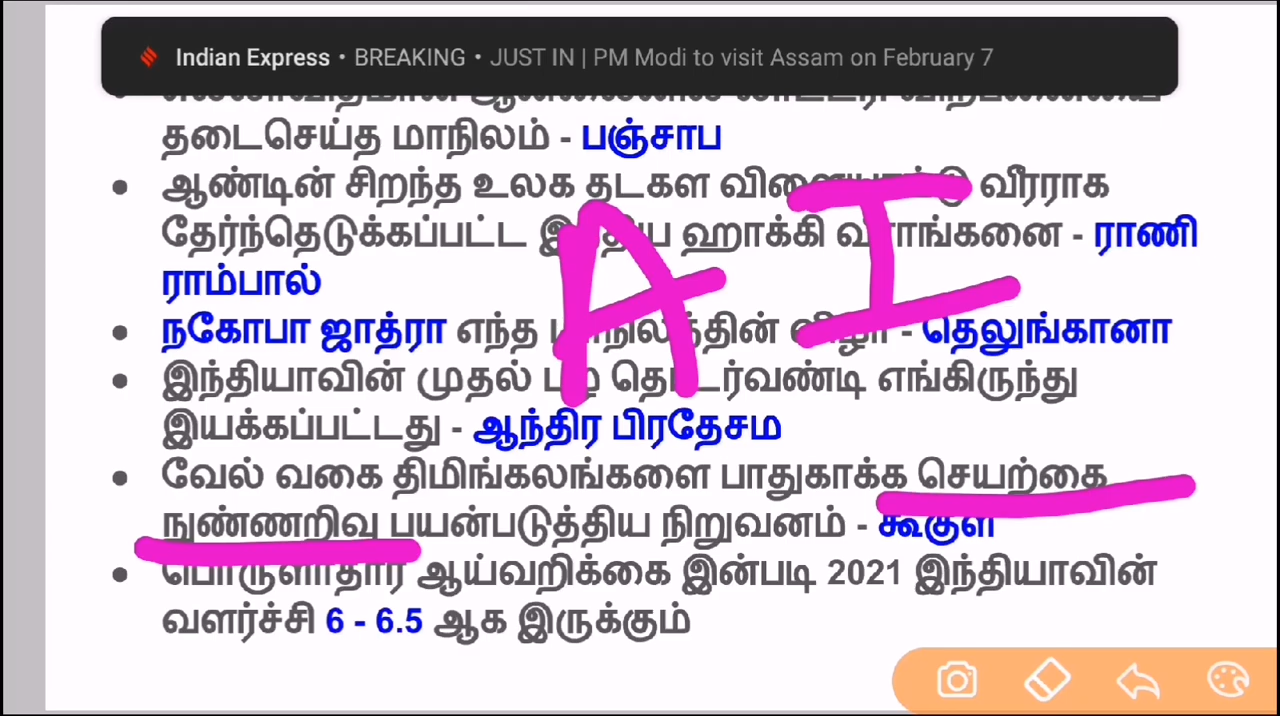 Indian Express • BREAKING • JUST IN | PM Modi to visit Assam on February 7
தடைசெய்த மாநிலம் - பஞ்சாப
• ஆண்டின் சிறந்த உலக தடகள வீரராக
தேர்ந்தெடுக்கப்பட்ட ஹாக்கி - ராணி
ராம்பால்
AI
• நகோபா ஜாத்ரா எந்த - தெலுங்கானா
• இந்தியாவின் முதல் எங்கிருந்து
இயக்கப்பட்டது - ஆந்திர பிரதேசம
• வேல் வகை திமிங்கலங்களை பாதுகாக்க செயற்கை
நுண்ணறிவு பயன்படுத்திய நிறுவனம் - கூகுள
• பொருளாதார ஆய்வறிக்கை இன்படி 2021 இந்தியாவின்
வளர்ச்சி 6 - 6.5 ஆக இருக்கும்